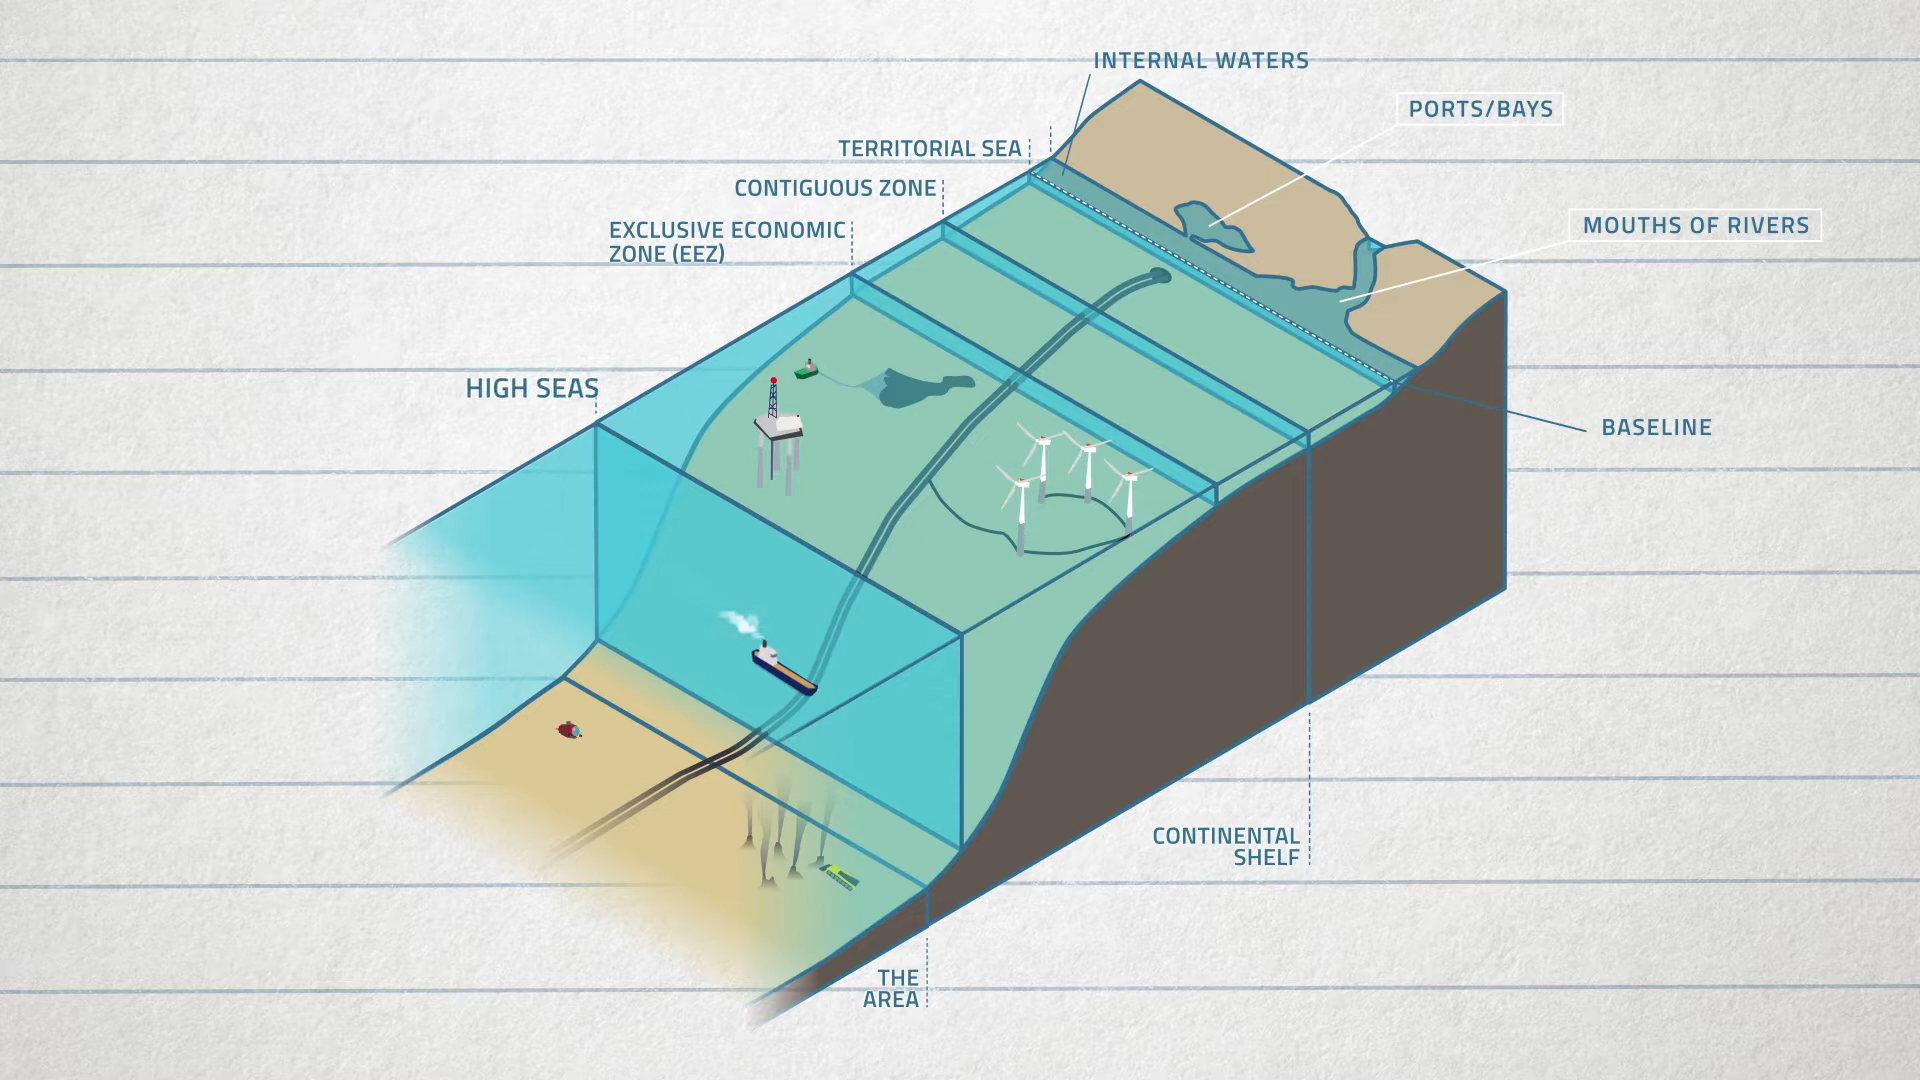 INTERNAL WATERS
PORTS/BAYS
TERRITORIAL SEA
CONTIGUOUS ZONE
MOUTHS OF RIVERS
EXCLUSIVE ECONOMIC
ZONE (EEZ)
HIGH SEAS
BASELINE
CONTINENTAL
SHELF
THE
AREA